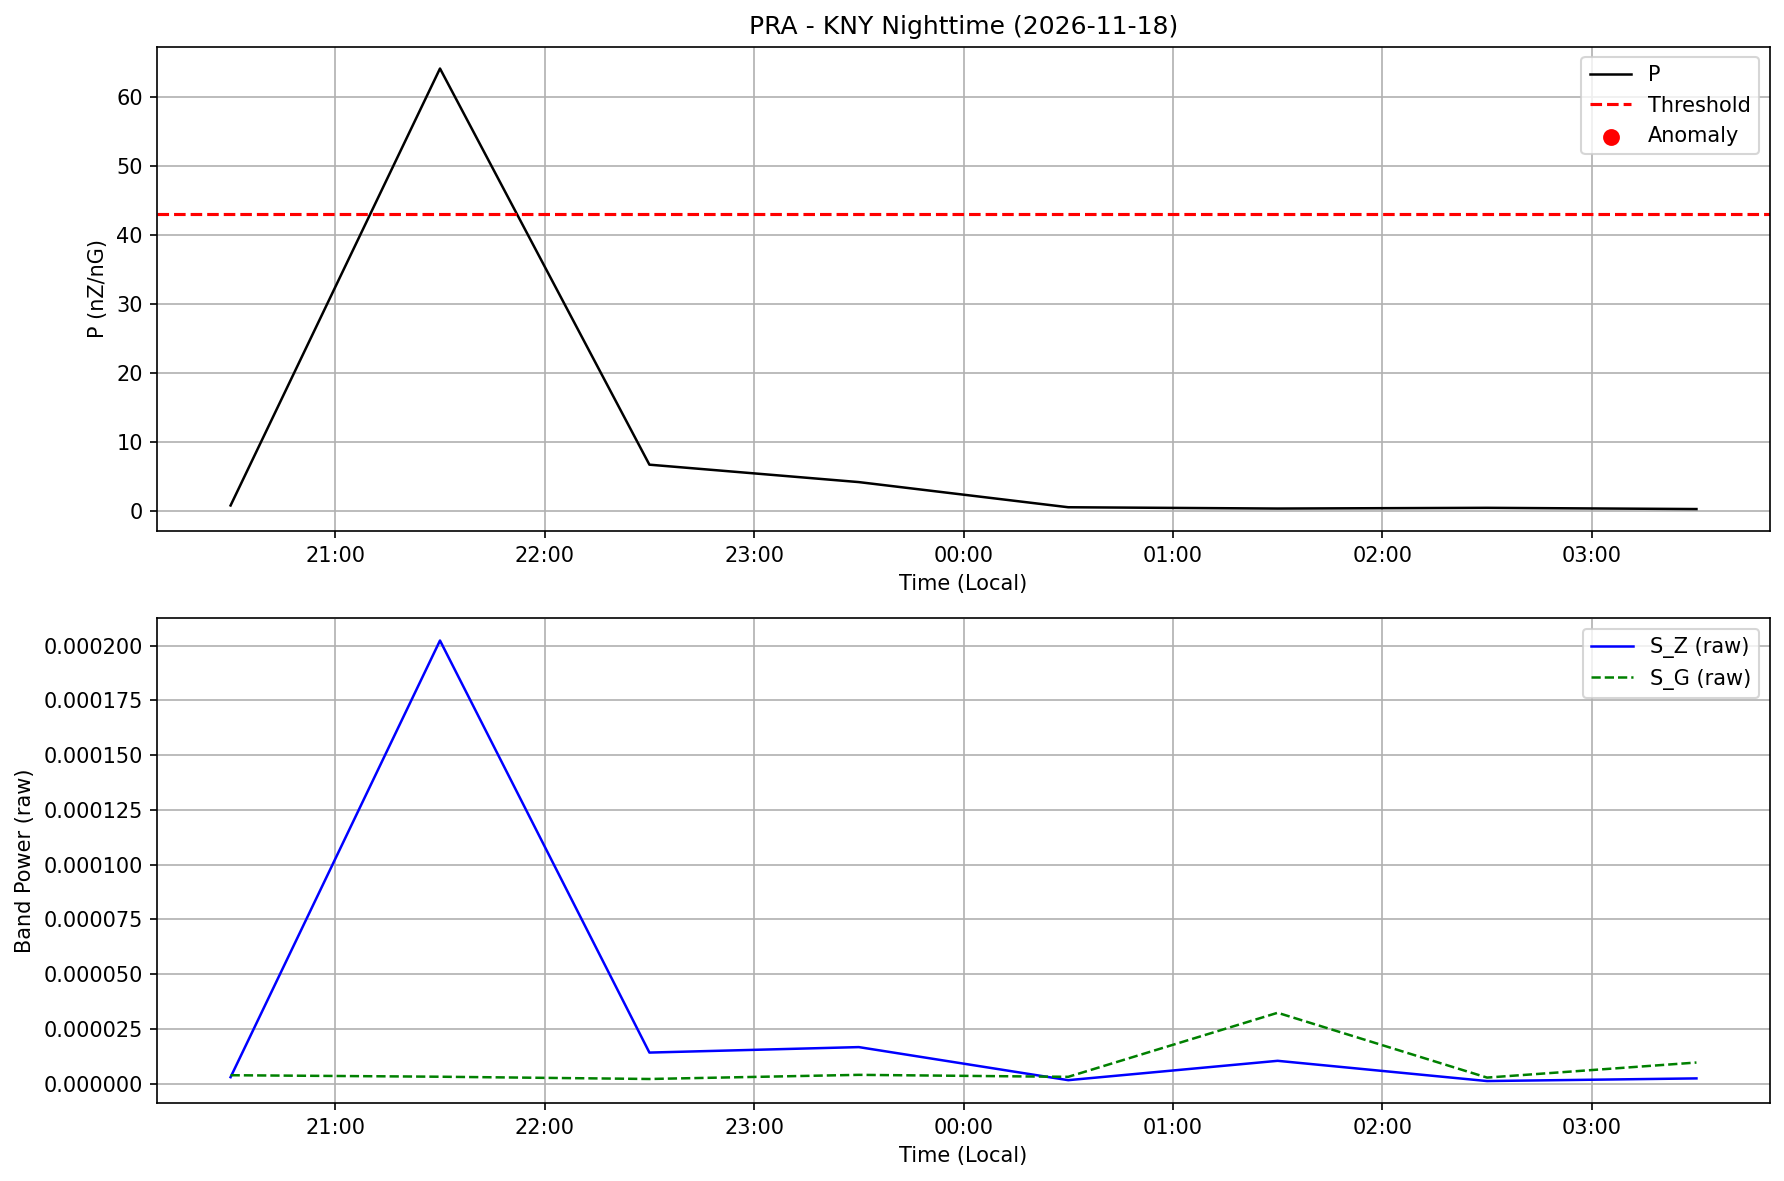 PRA - KNY Nighttime (2026-11-18)
P
Threshold
Anomaly
P (nZ/nG)
60
50
40
30
20
10
0
21:00 22:00 23:00 00:00 01:00 02:00 03:00
Time (Local)
S_Z (raw)
S_G (raw)
Band Power (raw)
0.000200
0.000175
0.000150
0.000125
0.000100
0.000075
0.000050
0.000025
0.000000
21:00 22:00 23:00 00:00 01:00 02:00 03:00
Time (Local)